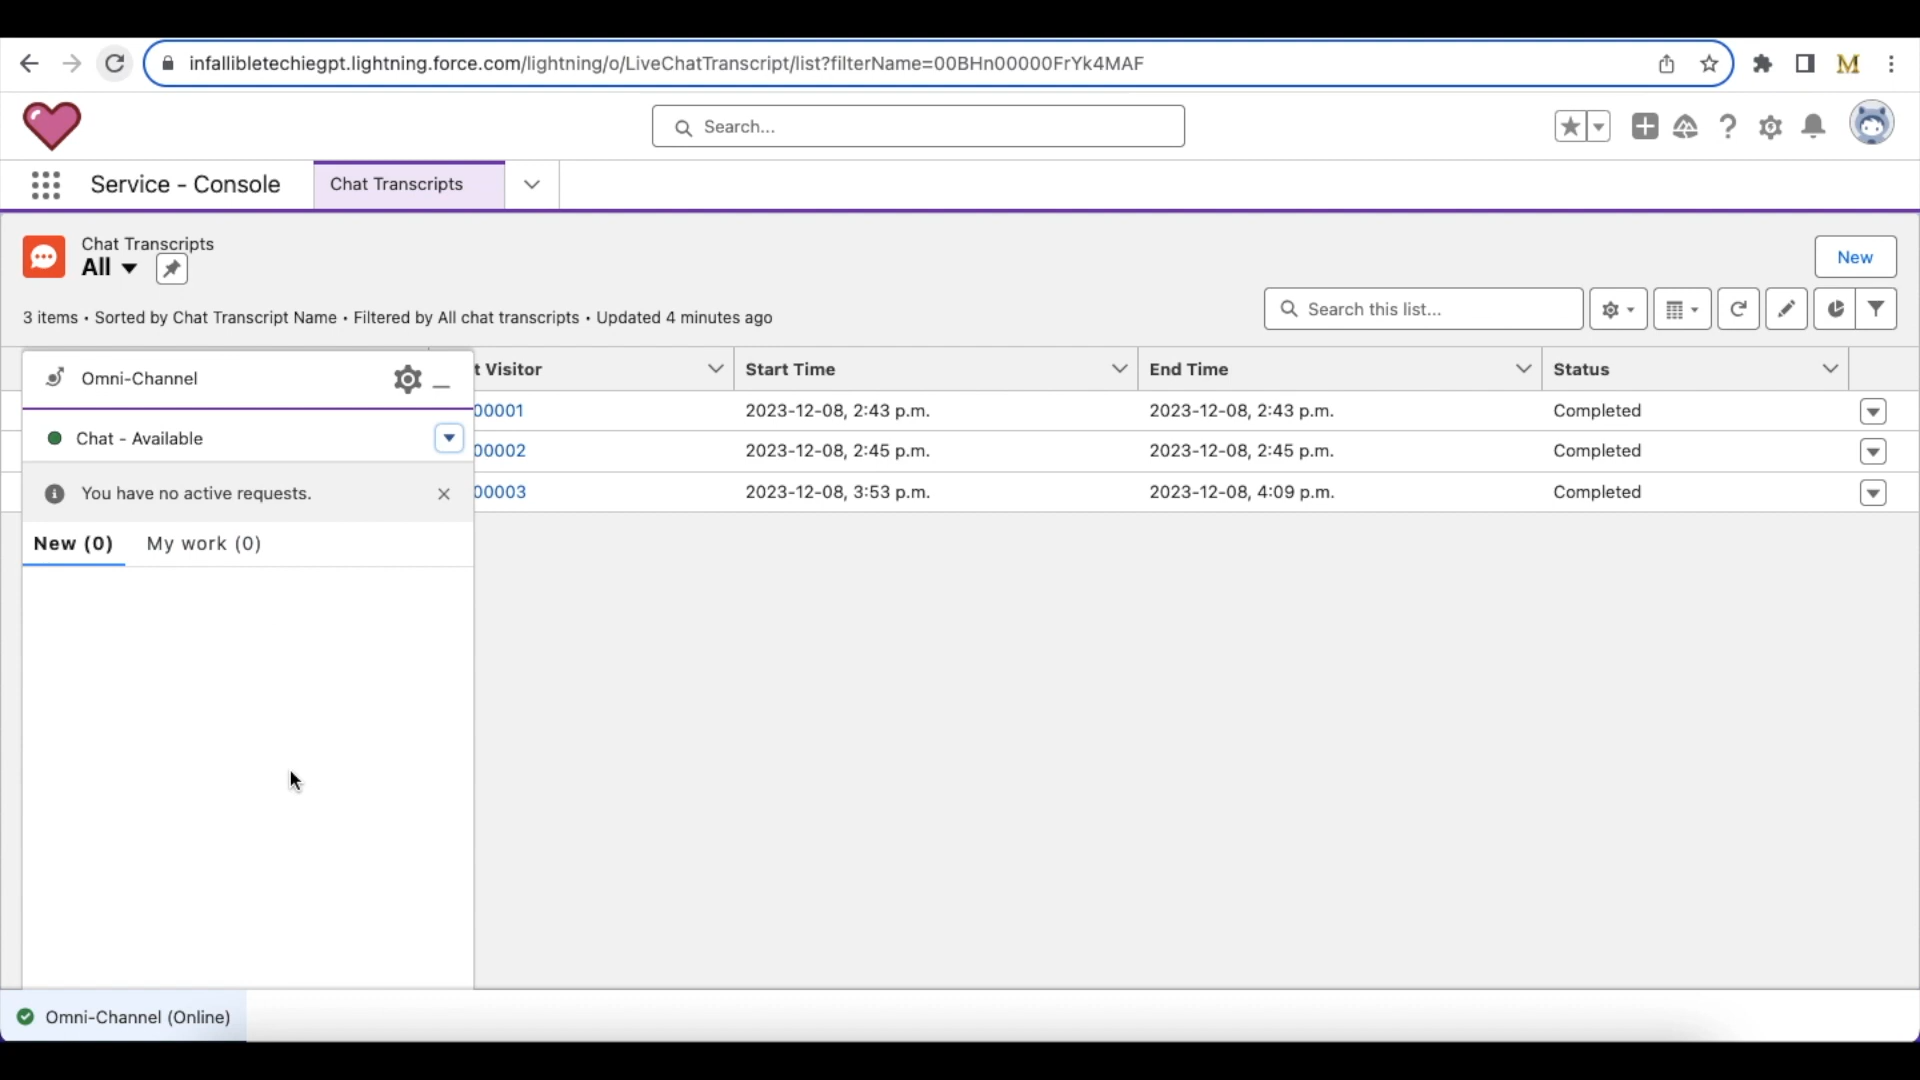 infallibletechiegpt.lightning.force.com/lightning/o/LiveChatTranscript/list?filterName=00BHn00000FrYk4MAF
M
Search...
Service - Console
Chat Transcripts
Chat Transcripts
All
New
3 items • Sorted by Chat Transcript Name • Filtered by All chat transcripts • Updated 4 minutes ago
Search this list...
Omni-Channel
t Visitor
Start Time
End Time
Status
00001
2023-12-08, 2:43 p.m.
2023-12-08, 2:43 p.m.
Completed
Chat - Available
00002
2023-12-08, 2:45 p.m.
2023-12-08, 2:45 p.m.
Completed
You have no active requests.
00003
2023-12-08, 3:53 p.m.
2023-12-08, 4:09 p.m.
Completed
New (0)
My work (0)
Omni-Channel (Online)